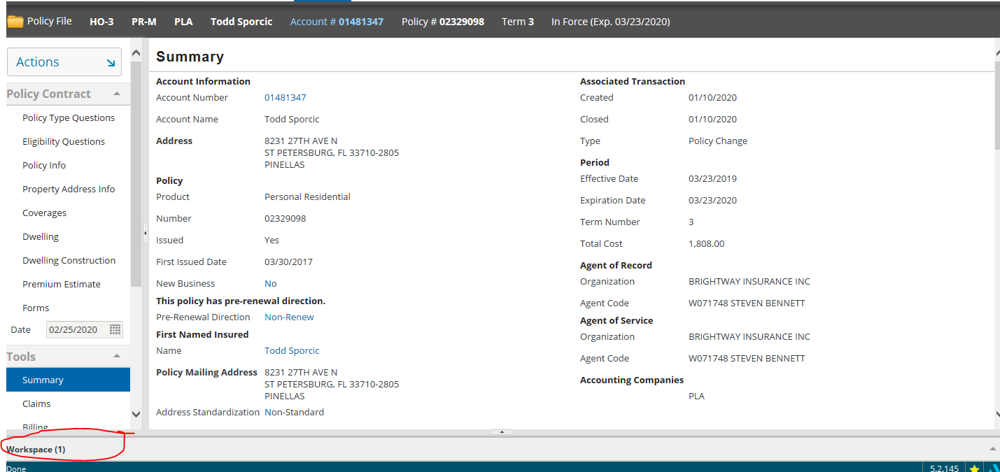 Policy File HO-3 PR-M PLA Todd Sporcic Account # 01481347 Policy # 02329098 Term 3 In Force (Exp. 03/23/2020)
Actions
Policy Contract
Policy Type Questions
Eligibility Questions
Policy Info
Property Address Info
Coverages
Dwelling
Dwelling Construction
Premium Estimate
Forms
Date 02/25/2020
Tools
Summary
Claims
Billing
Summary
Account Information
Account Number 01481347
Account Name Todd Sporcic
Address 8231 27TH AVE N
ST PETERSBURG, FL 33710-2805
PINELLAS
Policy
Product Personal Residential
Number 02329098
Issued Yes
First Issued Date 03/30/2017
New Business No
This policy has pre-renewal direction.
Pre-Renewal Direction Non-Renew
First Named Insured
Name Todd Sporcic
Policy Mailing Address 8231 27TH AVE N
ST PETERSBURG, FL 33710-2805
PINELLAS
Address Standardization Non-Standard
Associated Transaction
Created 01/10/2020
Closed 01/10/2020
Type Policy Change
Period
Effective Date 03/23/2019
Expiration Date 03/23/2020
Term Number 3
Total Cost 1,808.00
Agent of Record
Organization BRIGHTWAY INSURANCE INC
Agent Code W071748 STEVEN BENNETT
Agent of Service
Organization BRIGHTWAY INSURANCE INC
Agent Code W071748 STEVEN BENNETT
Accounting Companies
PLA
Workspace (1)
Done 5.2.145